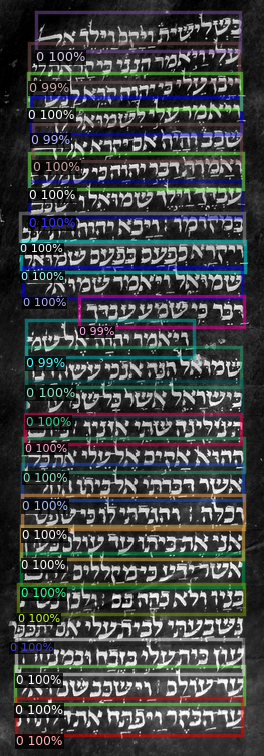 בשלישית ויקם וילך אל
עלי ויאמר הנני כי קראת לי
ויבן עלי כי יהוה קרא לנער
ויאמר עלי לשמואל
שכב והיה אם יקרא אליך
ואמרת דבר יהוה כי שמע
עבדך וילך שמואל
במקומו ויבא יהוה ויתיצב
ויקרא כפעם בפעם שמואל
שמואל ויאמר שמואל
דבר כי שמע עבדך
ויאמר יהוה אל שמ
שמואל הנה אנכי עשה
בישראל אשר כל שמעו
תצלינה שתי אזניו
ההוא אקים אל עלי את כל
אשר דברתי אל ביתו
וכלה והגדתי לו כי שפט
אני את ביתו עד עולם
אשר ידע כי מקללים להם
בניו ולא כהה בם ולכן
נשבעתי לבית עלי אם יתכפר
עון בית עלי בזבח ובמנחה
עד עולם וישכב שמואל
עד הבקר ויפתח את